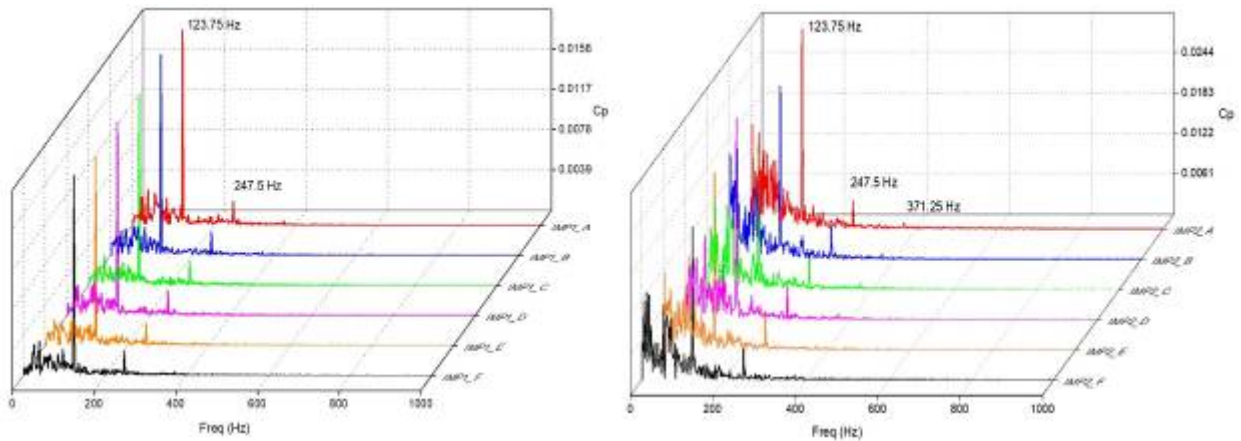 123.75 Hz
0.0156
0.0117
Cp
0.0078
0.0039
247.5 Hz
IMP1_A
IMP1_B
IMP1_C
IMP1_D
IMP1_E
IMP1_F
0 200 400 600 800 1000
Freq (Hz)
123.75 Hz
0.0244
0.0183
Cp
0.0122
0.0061
247.5 Hz
371.25 Hz
IMP2_A
IMP2_B
IMP2_C
IMP2_D
IMP2_E
IMP2_F
0 200 400 600 800 1000
Freq (Hz)